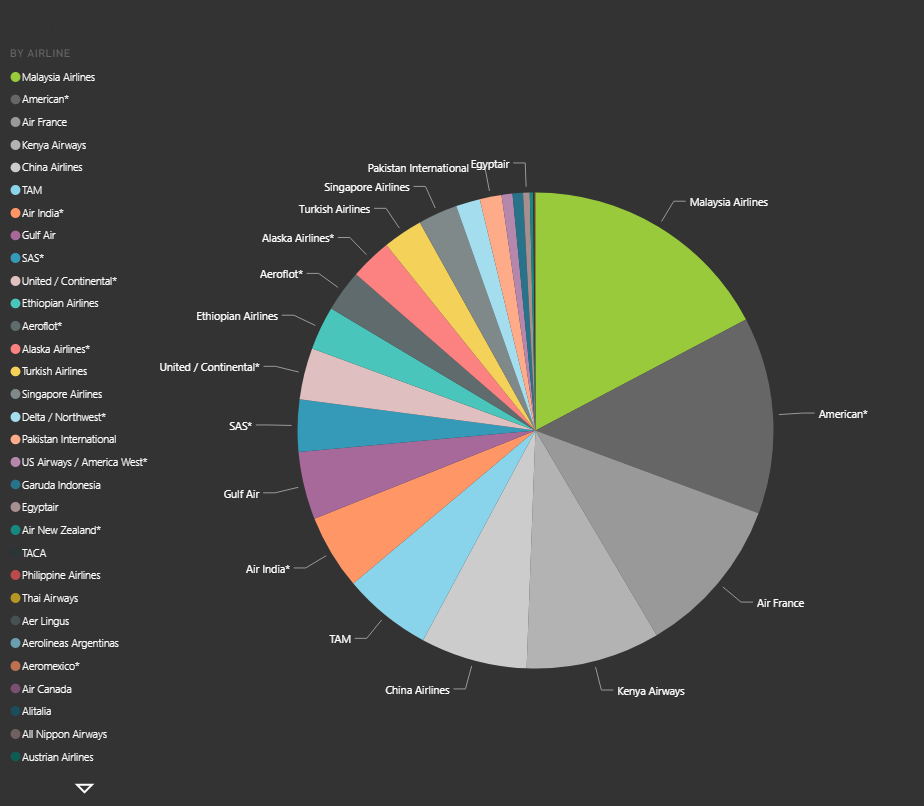 BY AIRLINE
Malaysia Airlines
American*
Air France
Kenya Airways
China Airlines
TAM
Air India*
Gulf Air
SAS*
United / Continental*
Ethiopian Airlines
Aeroflot*
Alaska Airlines*
Turkish Airlines
Singapore Airlines
Delta / Northwest*
Pakistan International
US Airways / America West*
Garuda Indonesia
Egyptair
Air New Zealand*
TACA
Philippine Airlines
Thai Airways
Aer Lingus
Aerolineas Argentinas
Aeromexico*
Air Canada
Alitalia
All Nippon Airways
Austrian Airlines
Egyptair
Pakistan International
Singapore Airlines
Turkish Airlines
Alaska Airlines*
Aeroflot*
Ethiopian Airlines
United / Continental*
SAS*
Gulf Air
Air India*
TAM
China Airlines
Kenya Airways
Air France
American*
Malaysia Airlines